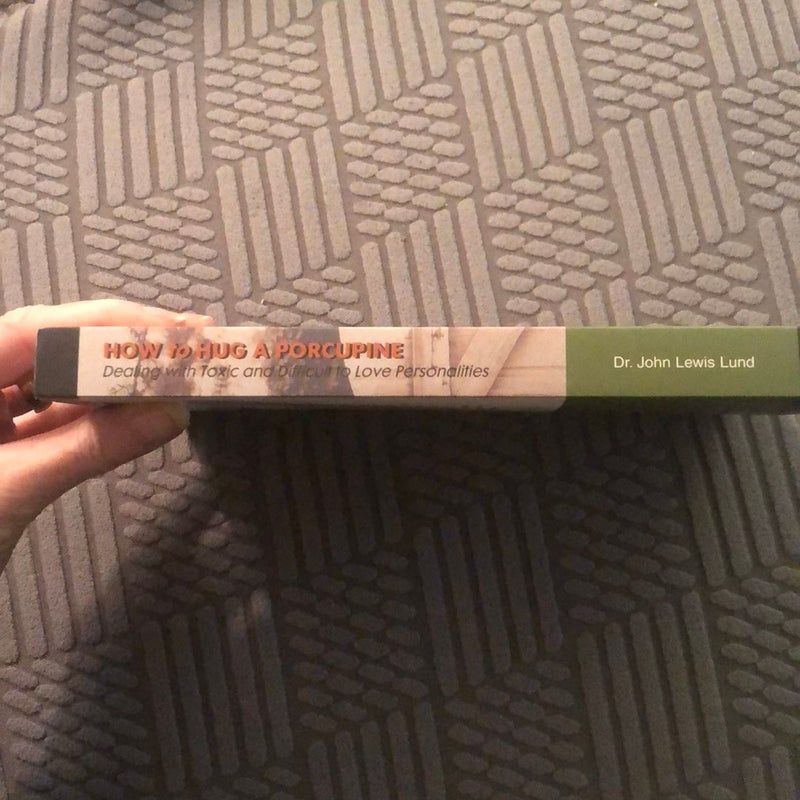 HOW to HUG A PORCUPINE
Dealing with Toxic and Difficult to Love Personalities
Dr. John Lewis Lund